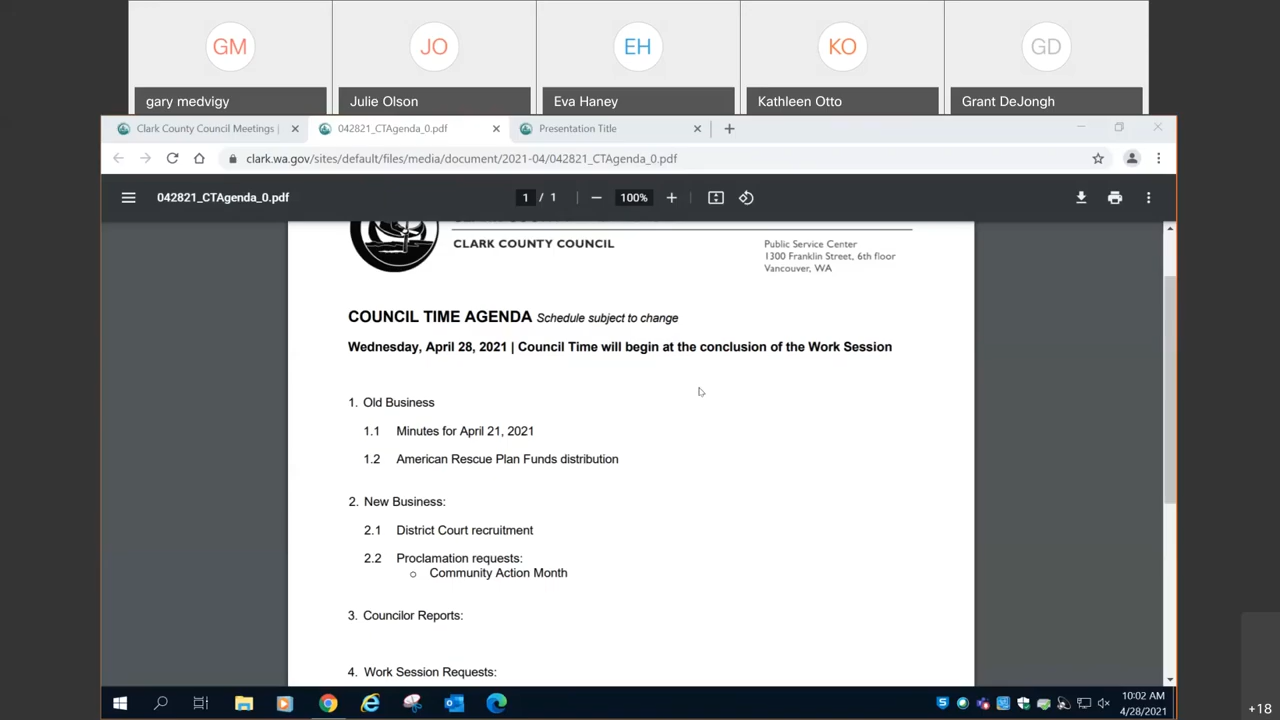 GM
JO
EH
KO
GD
gary medvigy
Julie Olson
Eva Haney
Kathleen Otto
Grant DeJongh
Clark County Council Meetings |
042821_CTAgenda_0.pdf
Presentation Title
clark.wa.gov/sites/default/files/media/document/2021-04/042821_CTAgenda_0.pdf
042821_CTAgenda_0.pdf
1 / 1
100%
CLARK COUNTY COUNCIL
Public Service Center
1300 Franklin Street, 6th floor
Vancouver, WA
COUNCIL TIME AGENDA Schedule subject to change
Wednesday, April 28, 2021 | Council Time will begin at the conclusion of the Work Session
1. Old Business
1.1 Minutes for April 21, 2021
1.2 American Rescue Plan Funds distribution
2. New Business:
2.1 District Court recruitment
2.2 Proclamation requests:
o Community Action Month
3. Councilor Reports:
4. Work Session Requests:
10:02 AM
4/28/2021
+18